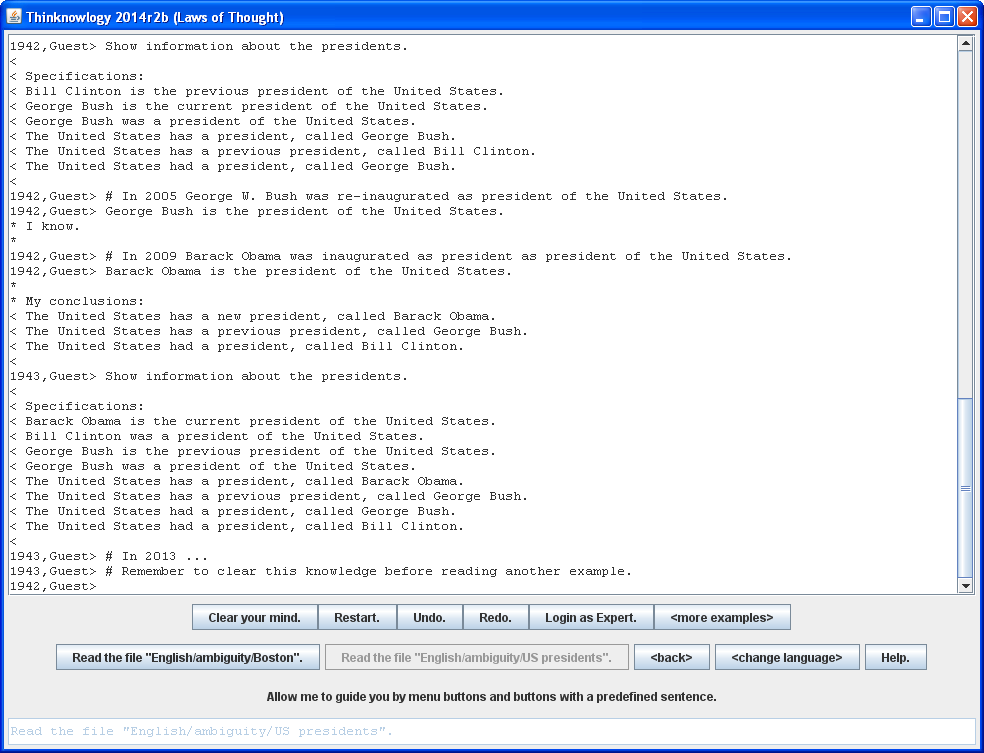 Thinknowlogy 2014r2b (Laws of Thought)
1942,Guest> Show information about the presidents.
<
< Specifications:
< Bill Clinton is the previous president of the United States.
< George Bush is the current president of the United States.
< George Bush was a president of the United States.
< The United States has a president, called George Bush.
< The United States has a previous president, called Bill Clinton.
< The United States had a president, called George Bush.
<
1942,Guest> # In 2005 George W. Bush was re-inaugurated as president of the United States.
1942,Guest> George Bush is the president of the United States.
* I know.
*
1942,Guest> # In 2009 Barack Obama was inaugurated as president as president of the United States.
1942,Guest> Barack Obama is the president of the United States.
*
* My conclusions:
< The United States has a new president, called Barack Obama.
< The United States has a previous president, called George Bush.
< The United States had a president, called Bill Clinton.
<
1943,Guest> Show information about the presidents.
<
< Specifications:
< Barack Obama is the current president of the United States.
< Bill Clinton was a president of the United States.
< George Bush is the previous president of the United States.
< George Bush was a president of the United States.
< The United States has a president, called Barack Obama.
< The United States has a previous president, called George Bush.
< The United States had a president, called George Bush.
< The United States had a president, called Bill Clinton.
<
1943,Guest> # In 2013 ...
1943,Guest> # Remember to clear this knowledge before reading another example.
1942,Guest>
Clear your mind. Restart. Undo. Redo. Login as Expert. <more examples>
Read the file "English/ambiguity/Boston". Read the file "English/ambiguity/US presidents". <back> <change language> Help.
Allow me to guide you by menu buttons and buttons with a predefined sentence.
Read the file "English/ambiguity/US presidents".